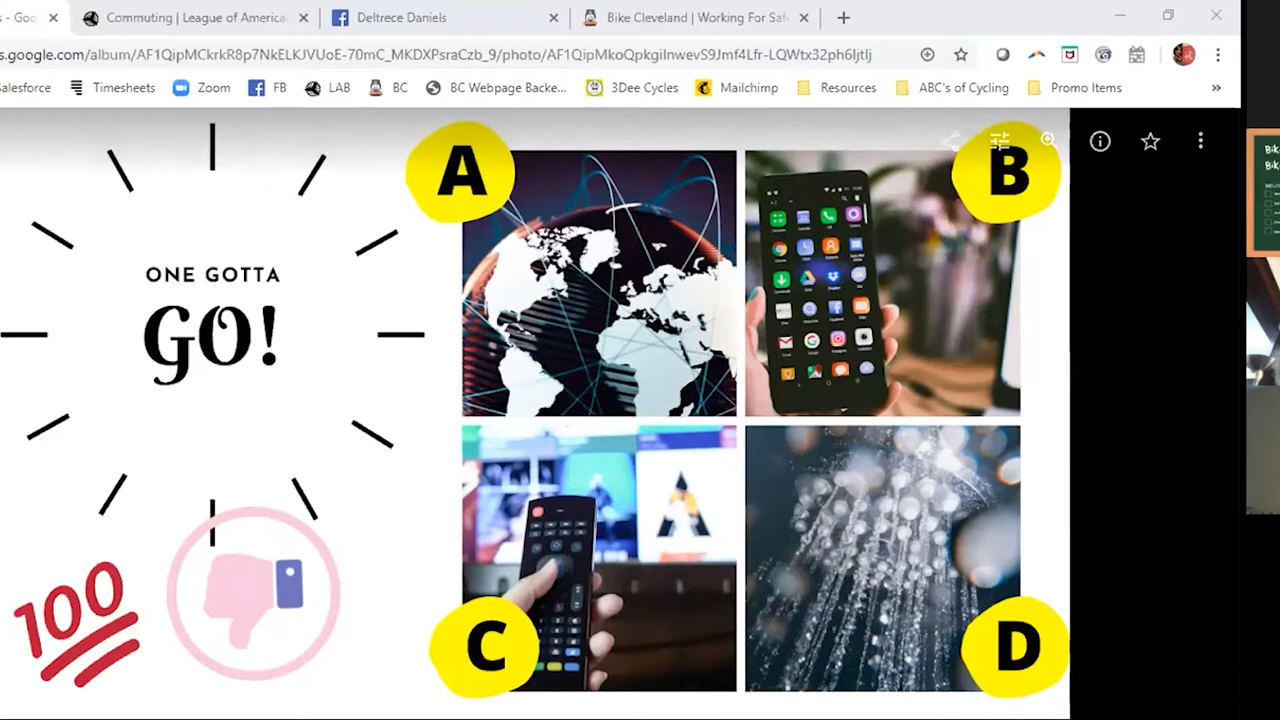 s - Goo
Commuting | League of America
Deltrece Daniels
Bike Cleveland | Working For Safe
s.google.com/album/AF1QipMCkrkR8p7NkELKJVUoE-70mC_MKDXPsraCzb_9/photo/AF1QipMkoQpkgiInwevS9Jmf4Lfr-LQWtx32ph6ljtIj
alesforce
Timesheets
Zoom
FB
LAB
BC
BC Webpage Backe...
3Dee Cycles
Mailchimp
Resources
ABC's of Cycling
Promo Items
»
ONE GOTTA
GO!
100
A
B
C
D